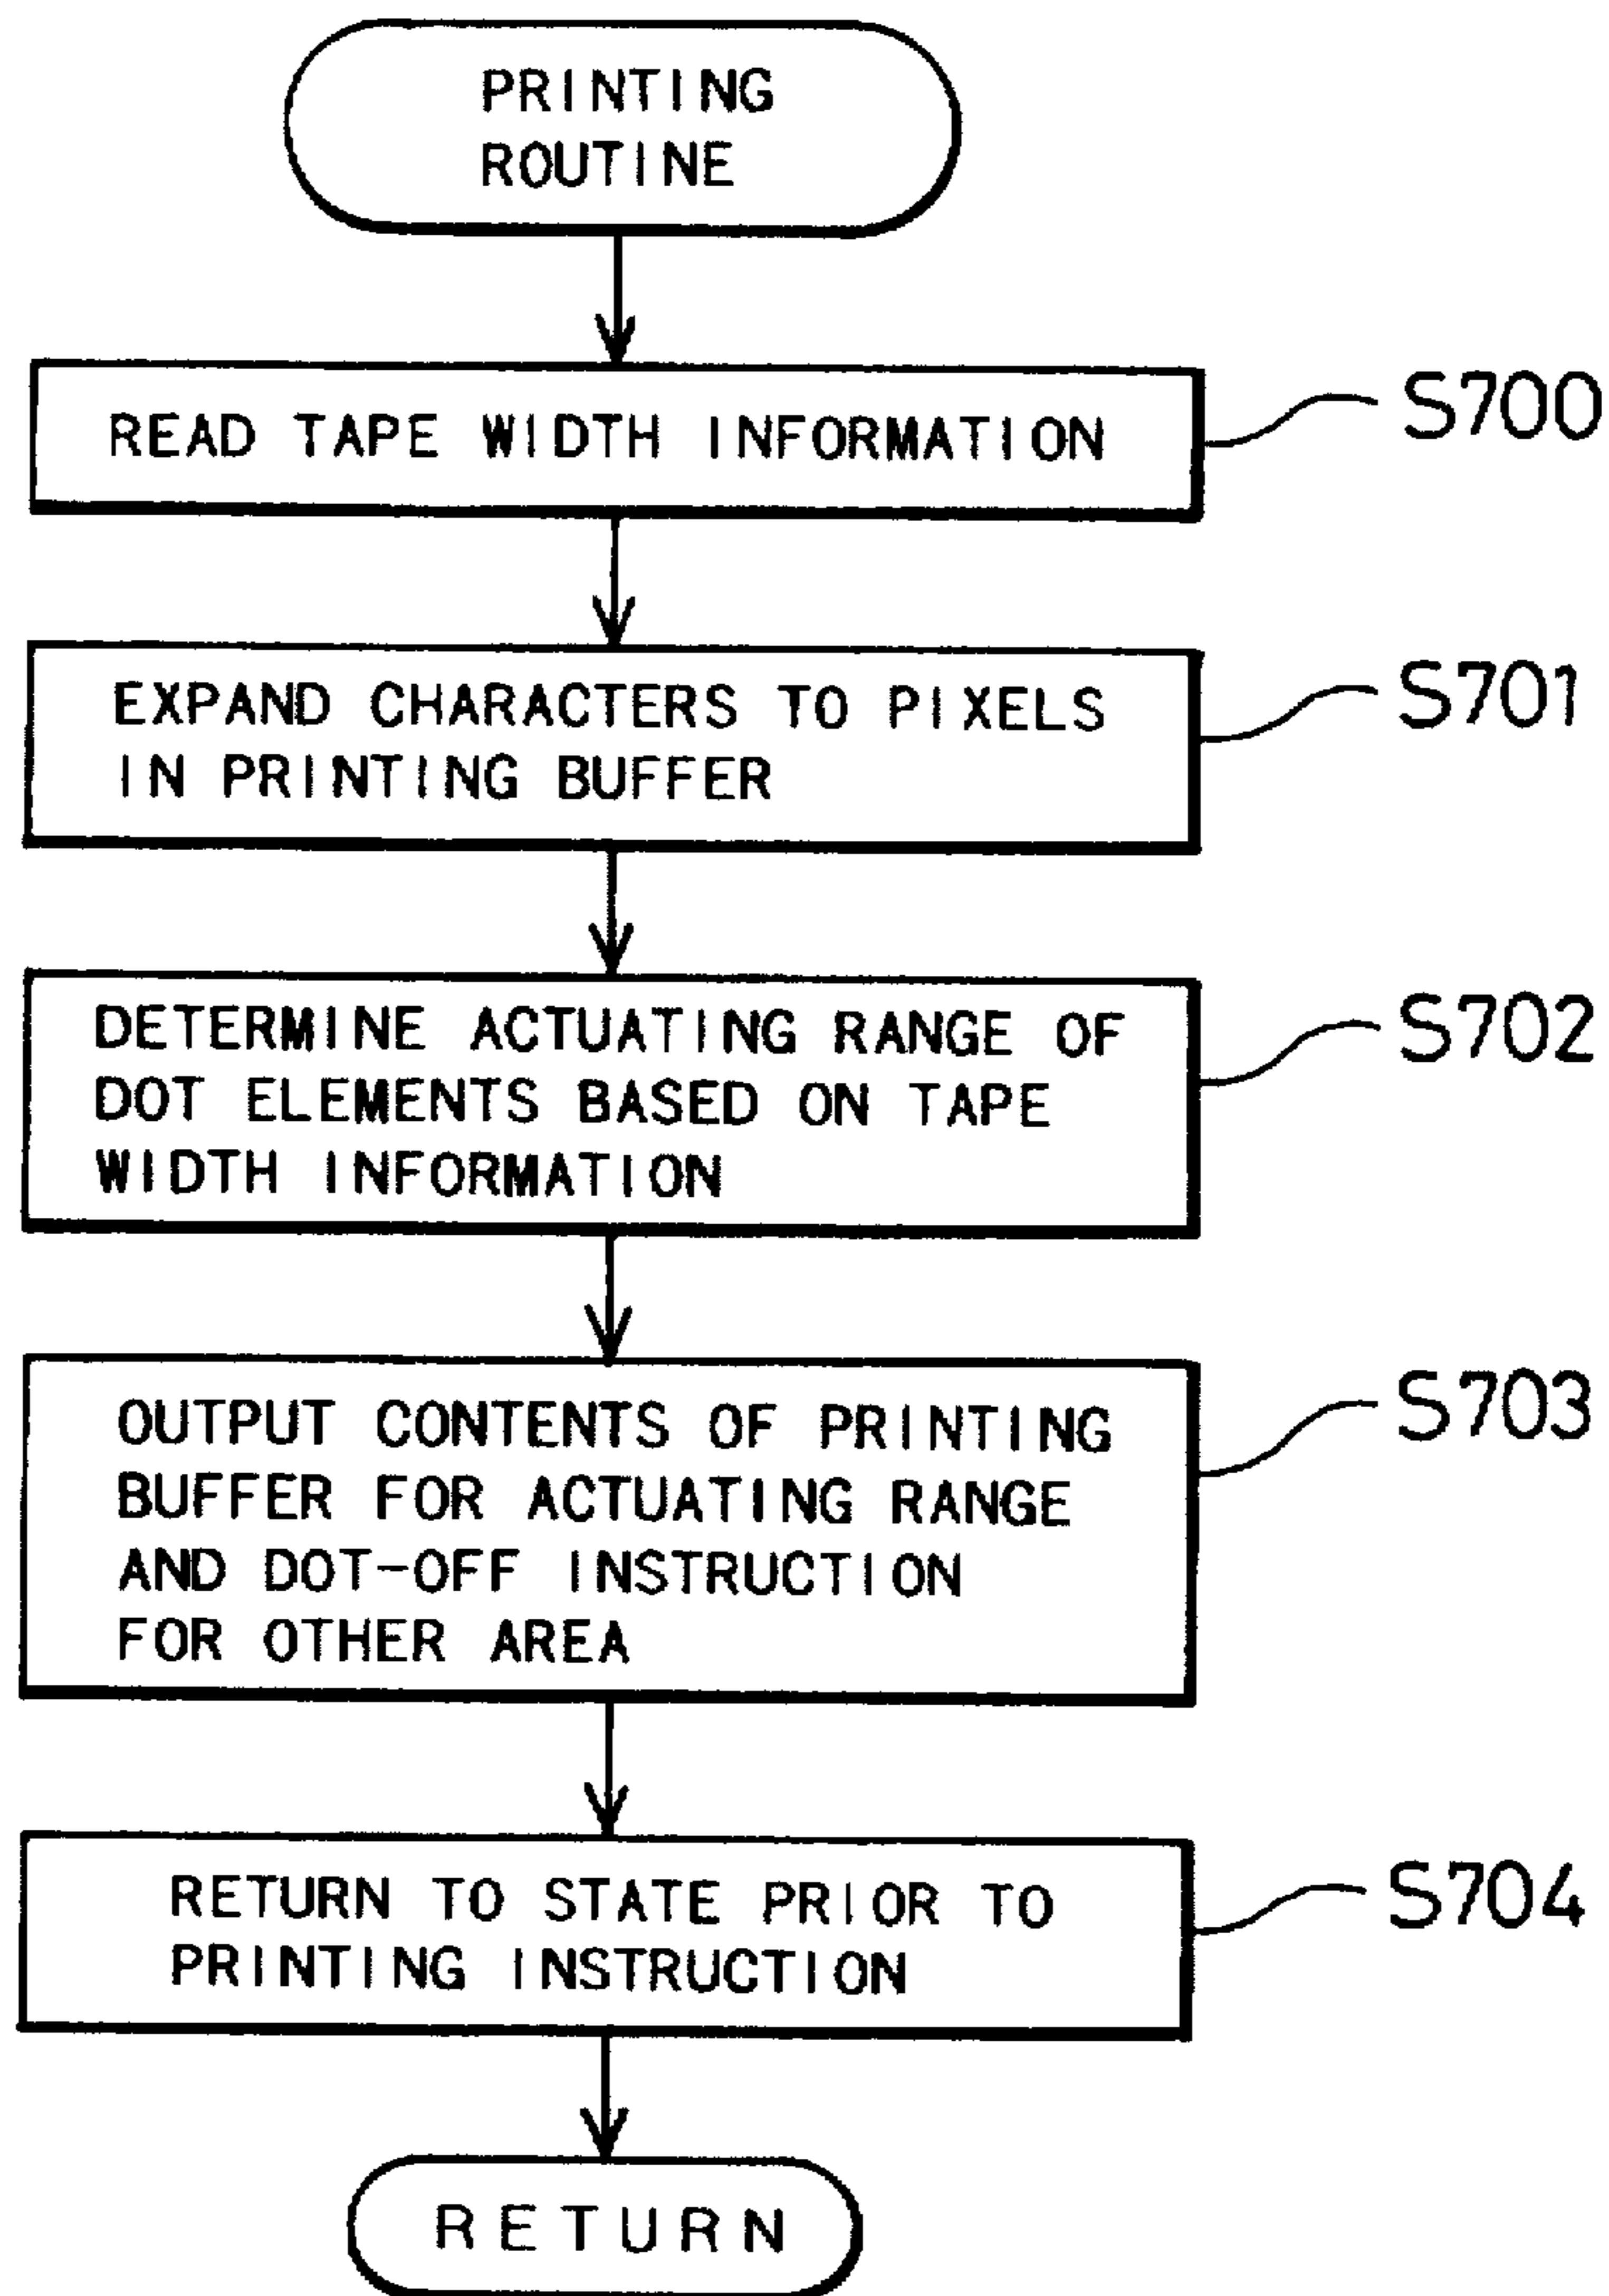 PRINTING
ROUTINE
READ TAPE WIDTH INFORMATION
S700
EXPAND CHARACTERS TO PIXELS
IN PRINTING BUFFER
S701
DETERMINE ACTUATING RANGE OF
DOT ELEMENTS BASED ON TAPE
WIDTH INFORMATION
S702
OUTPUT CONTENTS OF PRINTING
BUFFER FOR ACTUATING RANGE
AND DOT-OFF INSTRUCTION
FOR OTHER AREA
S703
RETURN TO STATE PRIOR TO
PRINTING INSTRUCTION
S704
RETURN